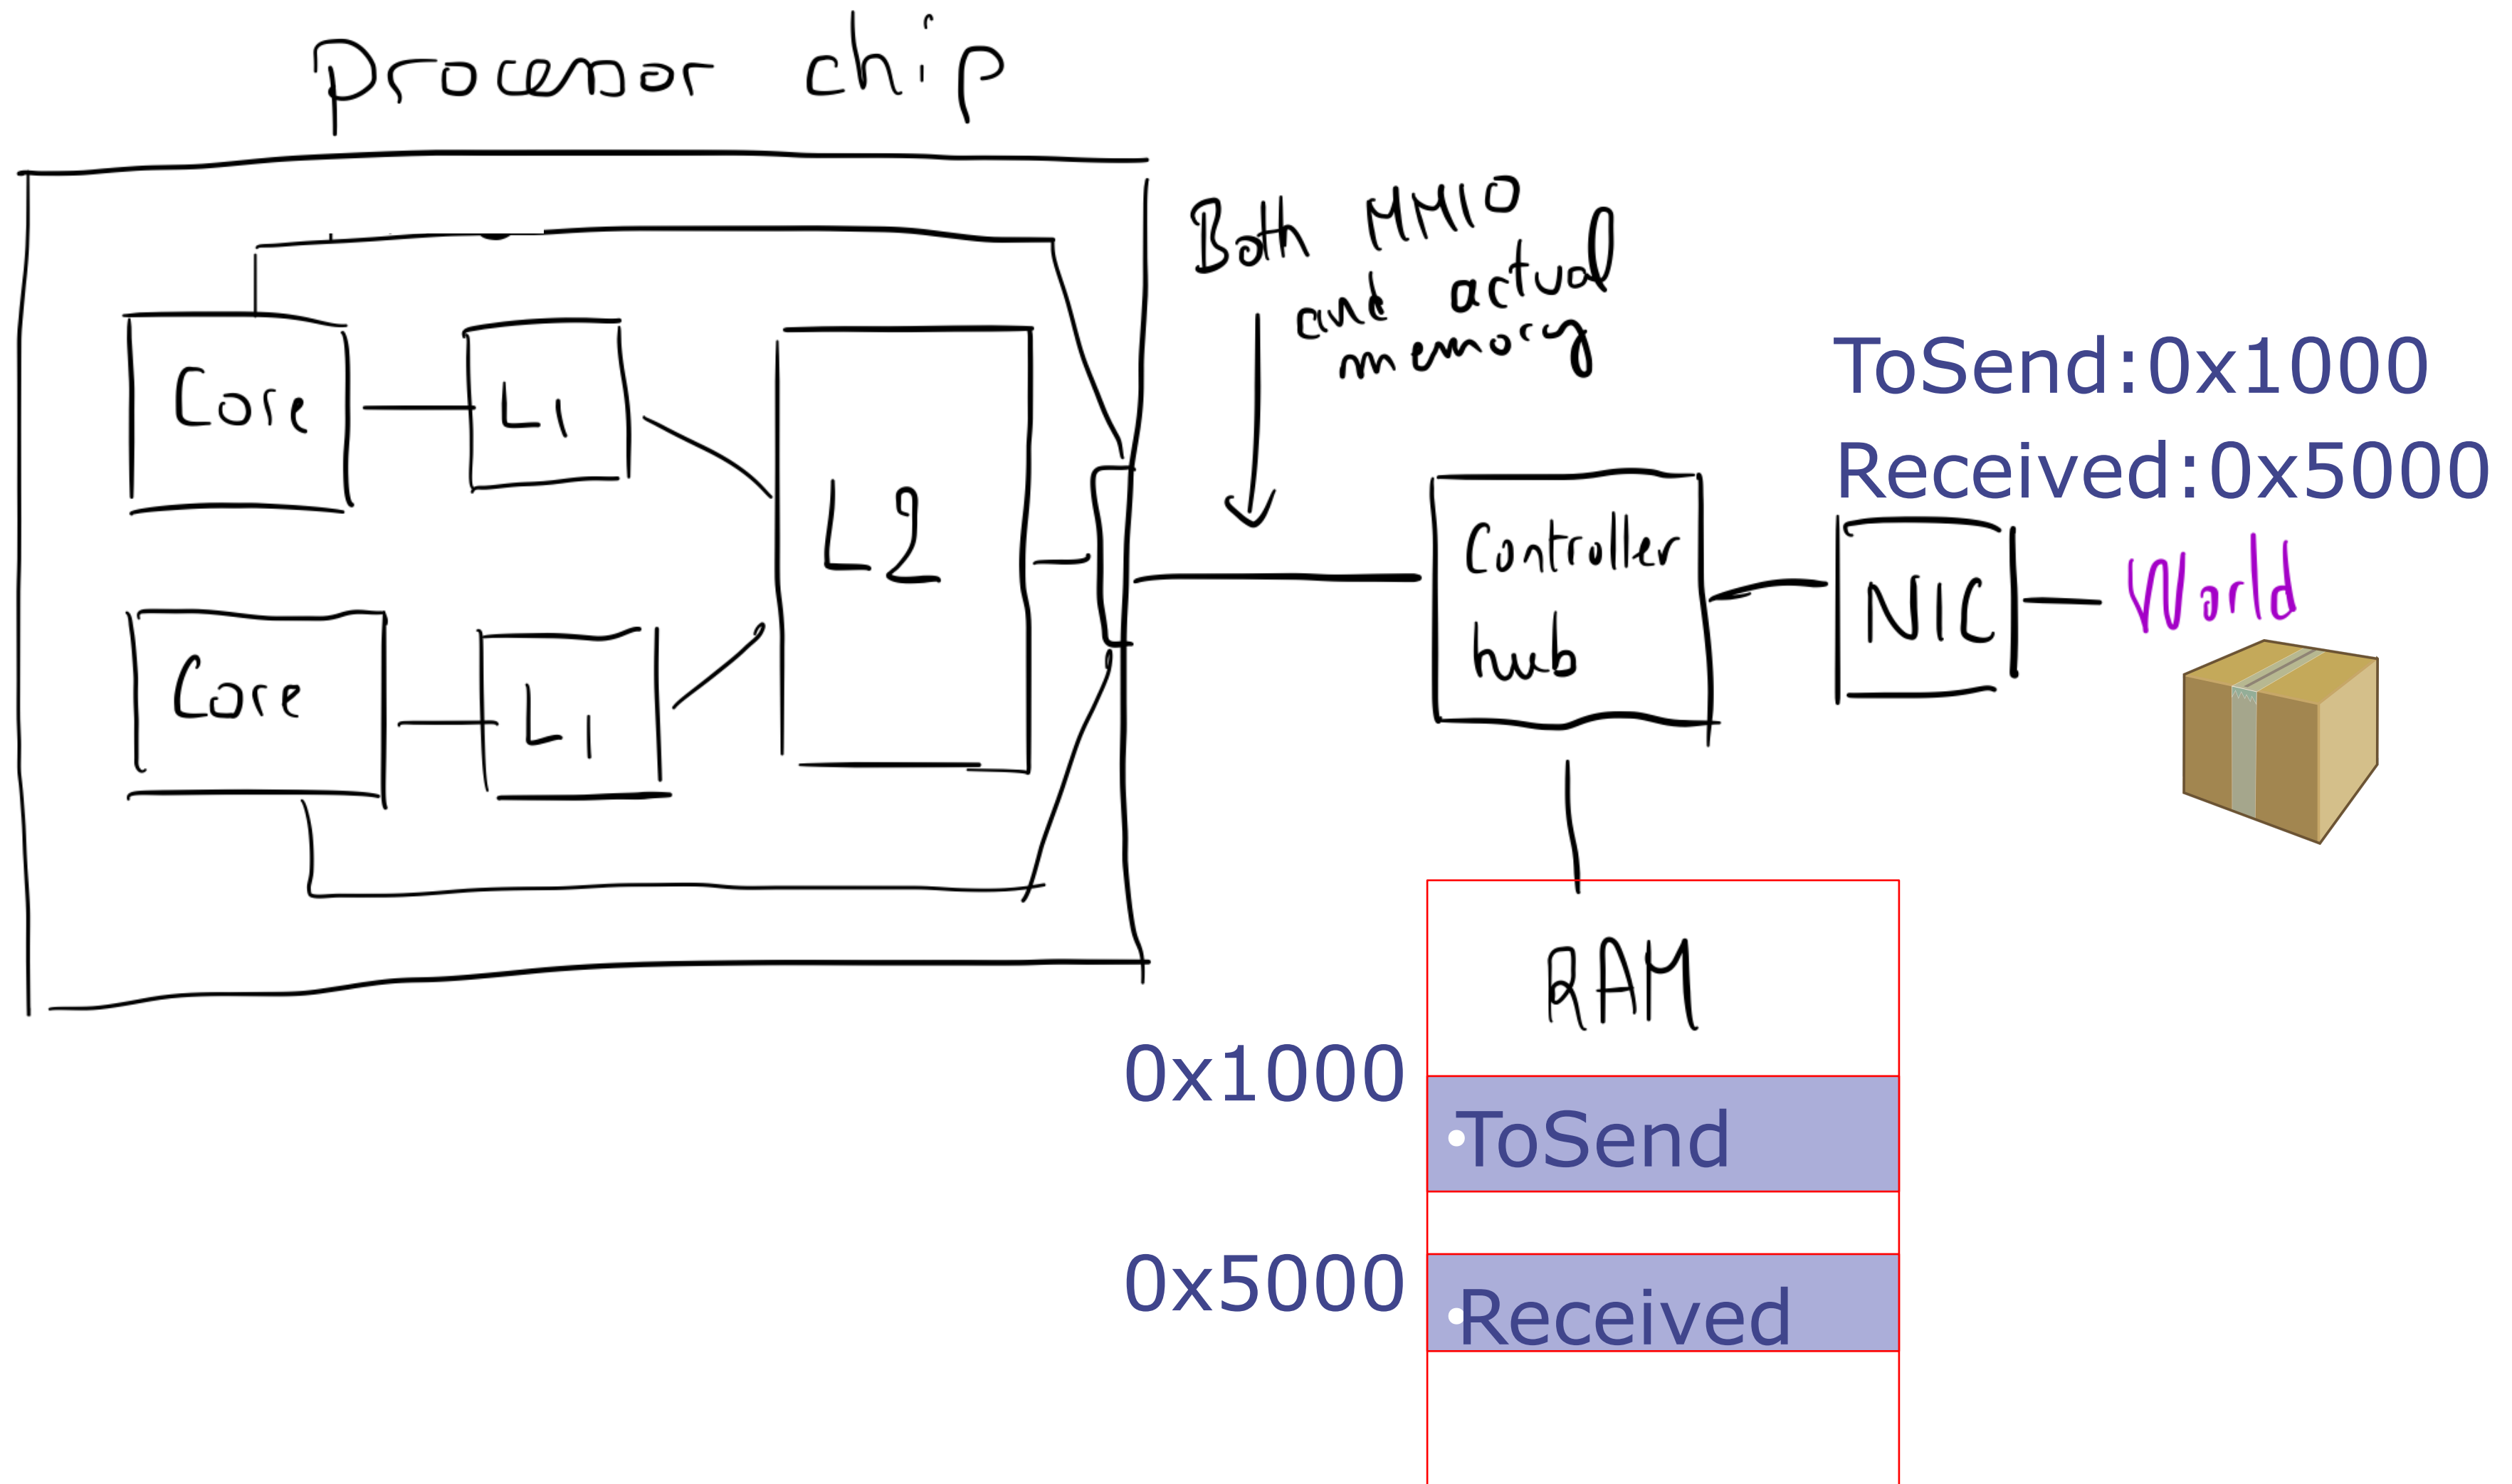 processor chip
Both MMIO
and actual
memory
Core
L1
L2
Core
L1
Controller
hub
ToSend:0x1000
Received:0x5000
NIC
World
RAM
0x1000
•ToSend
0x5000
•Received